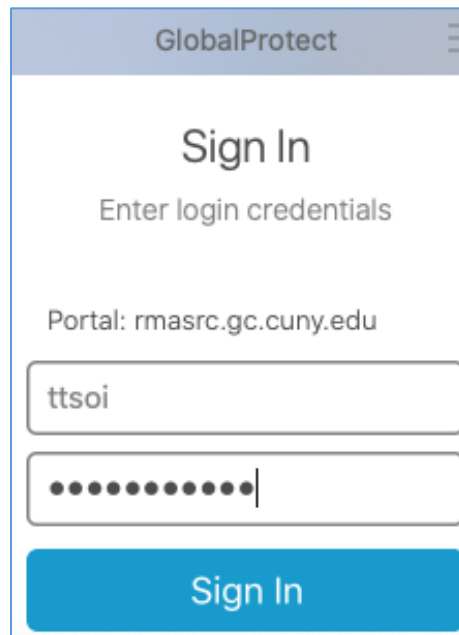 GlobalProtect
Sign In
Enter login credentials
Portal: rmasrc.gc.cuny.edu
ttsoi
●●●●●●●●●●●
Sign In